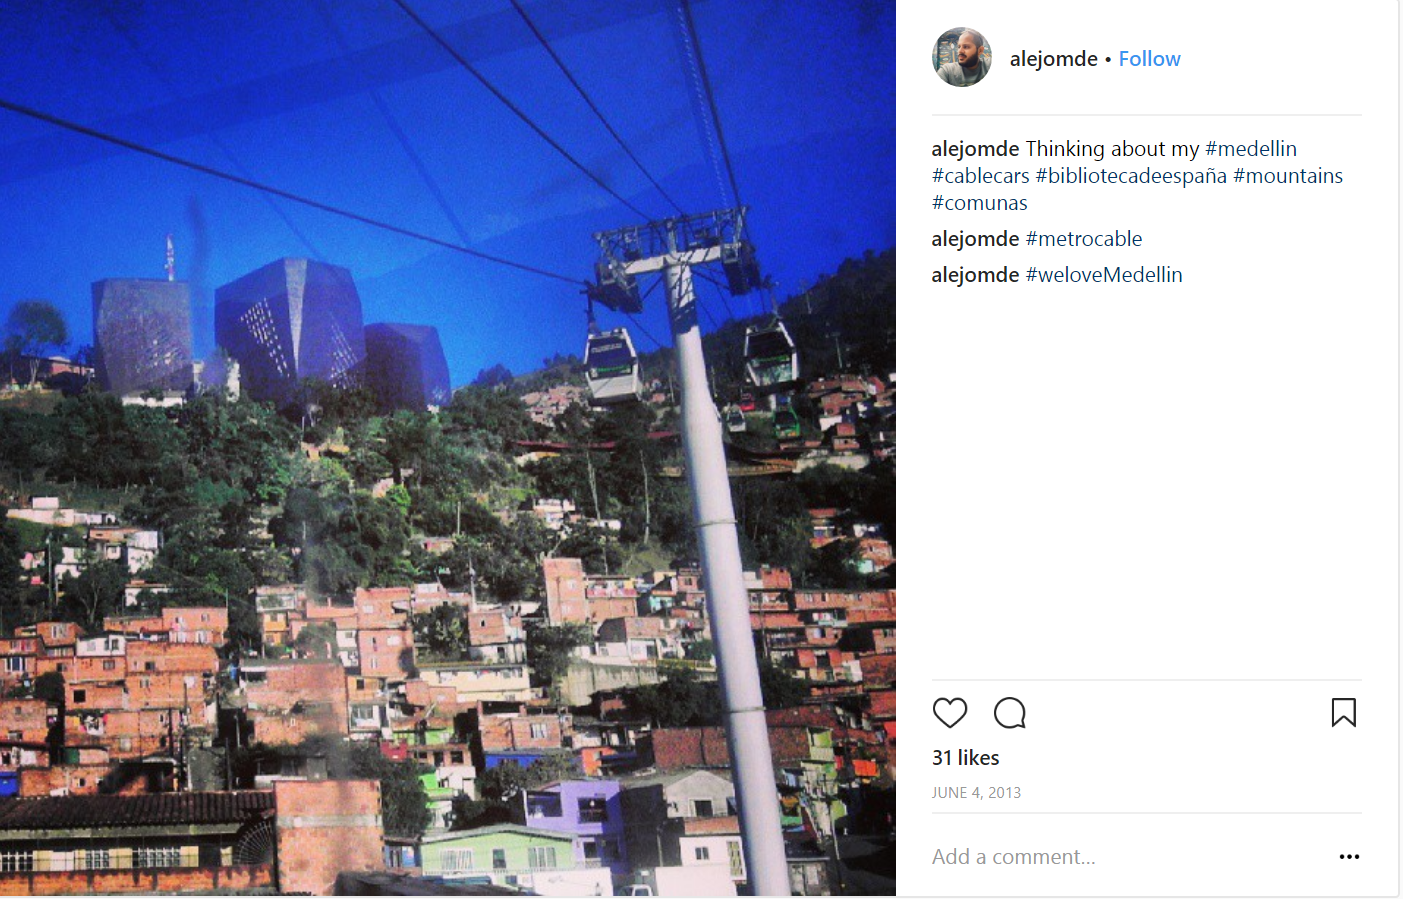 alejomde • Follow
alejomde Thinking about my #medellin
#cablecars #bibliotecadeespaña #mountains
#comunas
alejomde #metrocable
alejomde #weloveMedellin
31 likes
JUNE 4, 2013
Add a comment...